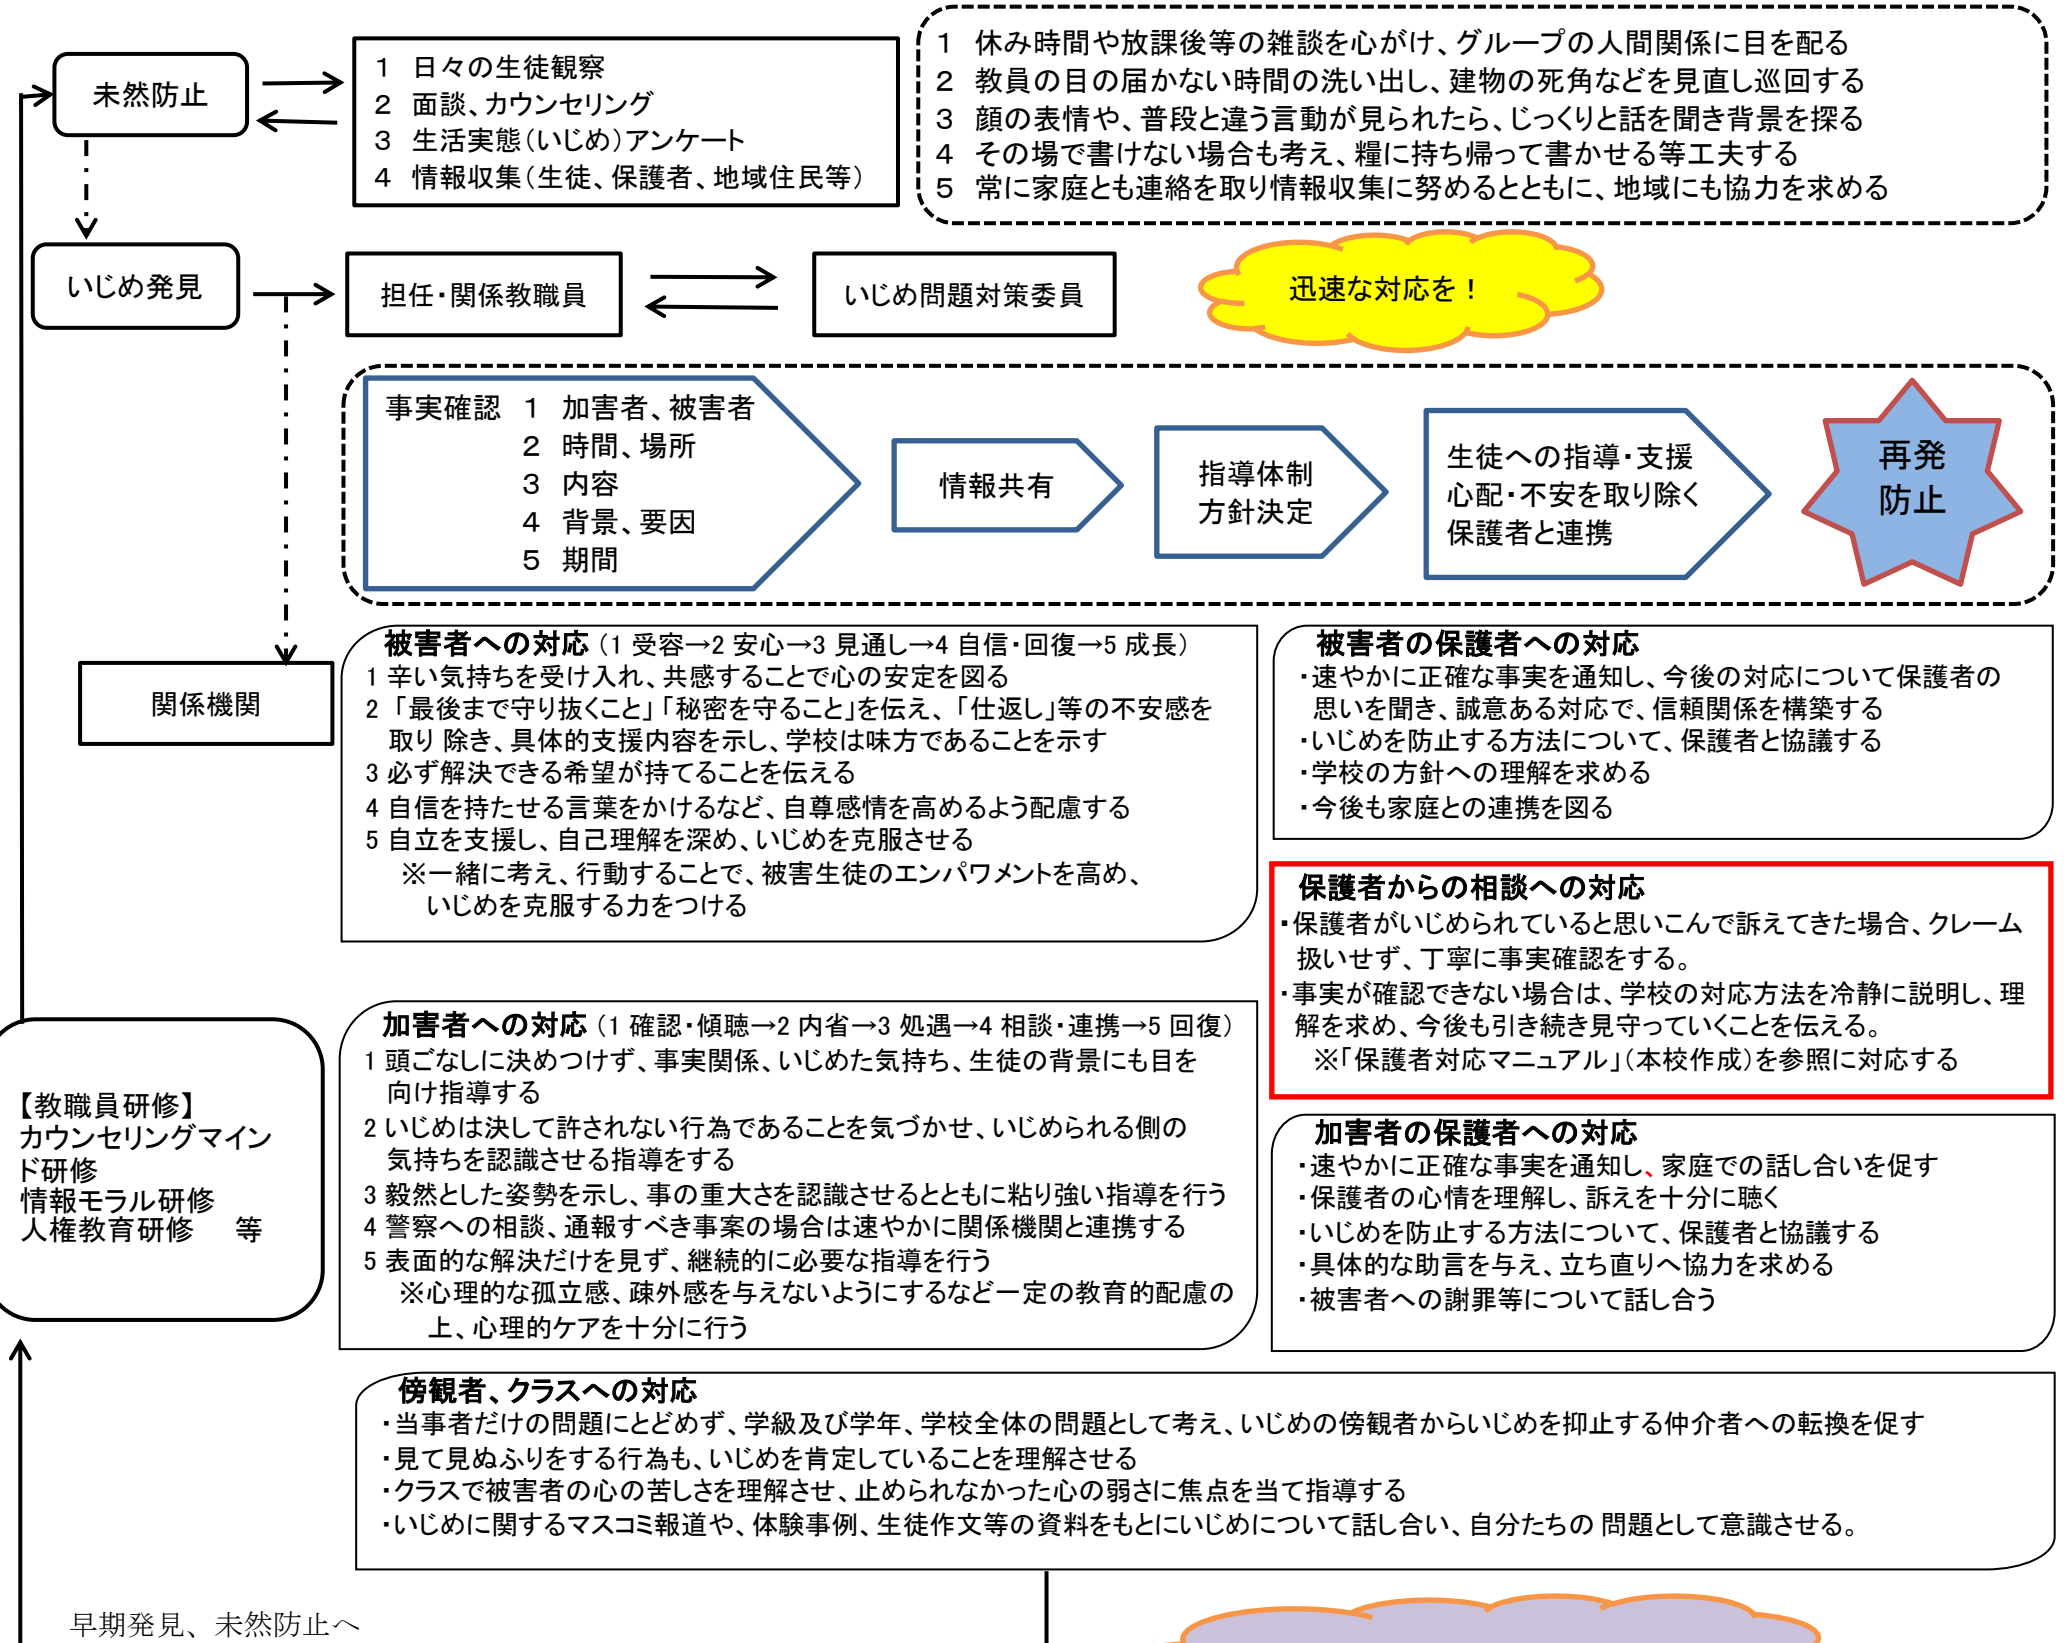 未然防止
1 日々の生徒観察
2 面談、カウンセリング
3 生活実態(いじめ)アンケート
4 情報収集(生徒、保護者、地域住民等)
1 休み時間や放課後等の雑談を心がけ、グループの人間関係に目を配る
2 教員の目の届かない時間の洗い出し、建物の死角などを見直し巡回する
3 顔の表情や、普段と違う言動が見られたら、じっくりと話を聞き背景を探る
4 その場で書けない場合も考え、糧に持ち帰って書かせる等工夫する
5 常に家庭とも連絡を取り情報収集に努めるとともに、地域にも協力を求める
いじめ発見
担任・関係教職員
いじめ問題対策委員
迅速な対応を！
事実確認 1 加害者、被害者
2 時間、場所
3 内容
4 背景、要因
5 期間
情報共有
指導体制
方針決定
生徒への指導・支援
心配・不安を取り除く
保護者と連携
再発
防止
関係機関
被害者への対応(1 受容→2 安心→3 見通し→4 自信・回復→5 成長)
1 辛い気持ちを受け入れ、共感することで心の安定を図る
2 「最後まで守り抜くこと」「秘密を守ること」を伝え、「仕返し」等の不安感を
取り 除き、具体的支援内容を示し、学校は味方であることを示す
3 必ず解決できる希望が持てることを伝える
4 自信を持たせる言葉をかけるなど、自尊感情を高めるよう配慮する
5 自立を支援し、自己理解を深め、いじめを克服させる
※一緒に考え、行動することで、被害生徒のエンパワメントを高め、
いじめを克服する力をつける
被害者の保護者への対応
・速やかに正確な事実を通知し、今後の対応について保護者の
思いを聞き、誠意ある対応で、信頼関係を構築する
・いじめを防止する方法について、保護者と協議する
・学校の方針への理解を求める
・今後も家庭との連携を図る
保護者からの相談への対応
・保護者がいじめられていると思いこんで訴えてきた場合、クレーム
扱いせず、丁寧に事実確認をする。
・事実が確認できない場合は、学校の対応方法を冷静に説明し、理
解を求め、今後も引き続き見守っていくことを伝える。
※「保護者対応マニュアル」(本校作成)を参照に対応する
加害者への対応(1 確認・傾聴→2 内省→3 処遇→4 相談・連携→5 回復)
1 頭ごなしに決めつけず、事実関係、いじめた気持ち、生徒の背景にも目を
向け指導する
2 いじめは決して許されない行為であることを気づかせ、いじめられる側の
気持ちを認識させる指導をする
3 毅然とした姿勢を示し、事の重大さを認識させるとともに粘り強い指導を行う
4 警察への相談、通報すべき事案の場合は速やかに関係機関と連携する
5 表面的な解決だけを見ず、継続的に必要な指導を行う
※心理的な孤立感、疎外感を与えないようにするなど一定の教育的配慮の
上、心理的ケアを十分に行う
加害者の保護者への対応
・速やかに正確な事実を通知し、家庭での話し合いを促す
・保護者の心情を理解し、訴えを十分に聴く
・いじめを防止する方法について、保護者と協議する
・具体的な助言を与え、立ち直りへ協力を求める
・被害者への謝罪等について話し合う
【教職員研修】
カウンセリングマイン
ド研修
情報モラル研修
人権教育研修 等
傍観者、クラスへの対応
・当事者だけの問題にとどめず、学級及び学年、学校全体の問題として考え、いじめの傍観者からいじめを抑止する仲介者への転換を促す
・見て見ぬふりをする行為も、いじめを肯定していることを理解させる
・クラスで被害者の心の苦しさを理解させ、止められなかった心の弱さに焦点を当て指導する
・いじめに関するマスコミ報道や、体験事例、生徒作文等の資料をもとにいじめについて話し合い、自分たちの 問題として意識させる。
早期発見、未然防止へ